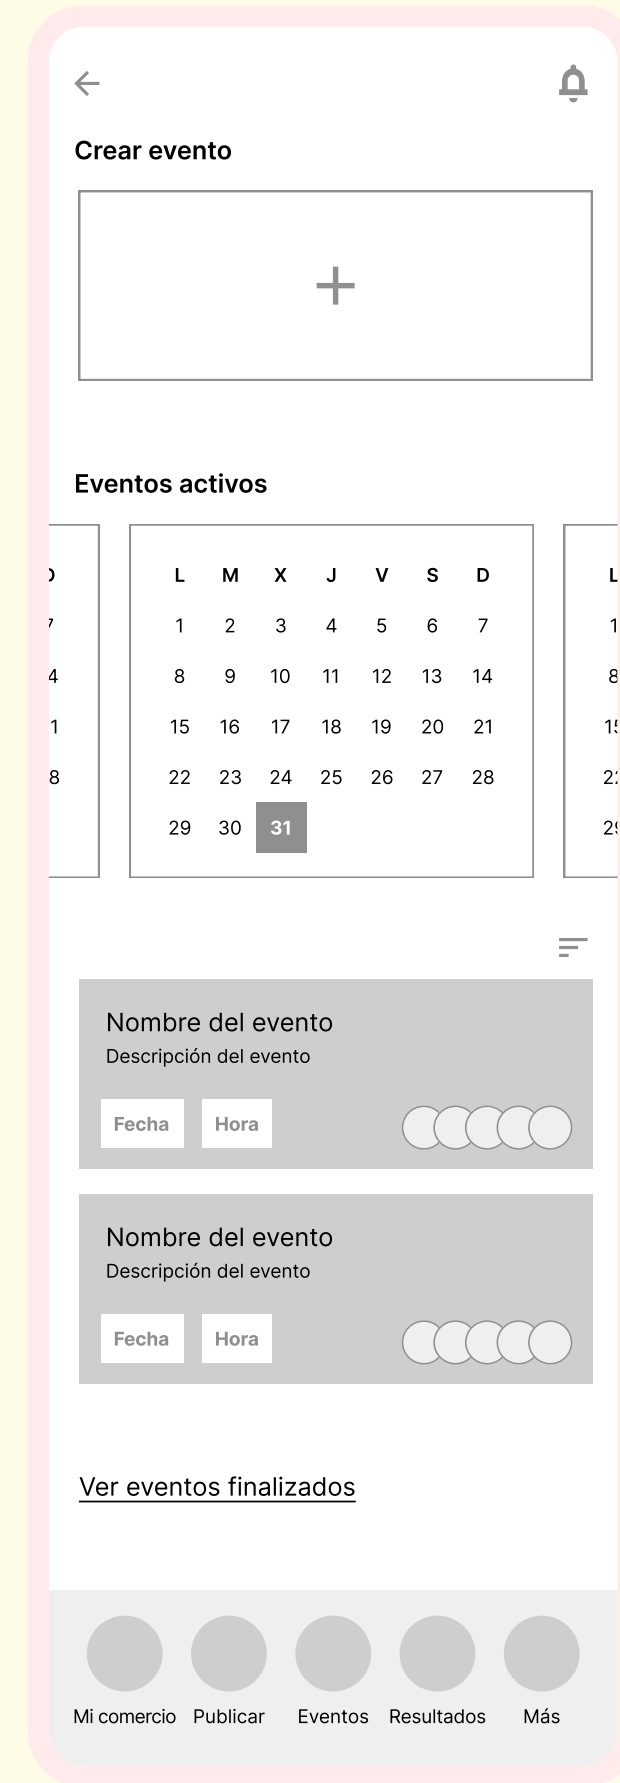 Crear evento
Eventos activos
L M X J V S D
1 2 3 4 5 6 7
8 9 10 11 12 13 14
15 16 17 18 19 20 21
22 23 24 25 26 27 28
29 30 31
Nombre del evento
Descripción del evento
Fecha Hora
Nombre del evento
Descripción del evento
Fecha Hora
Ver eventos finalizados
Mi comercio Publicar Eventos Resultados Más